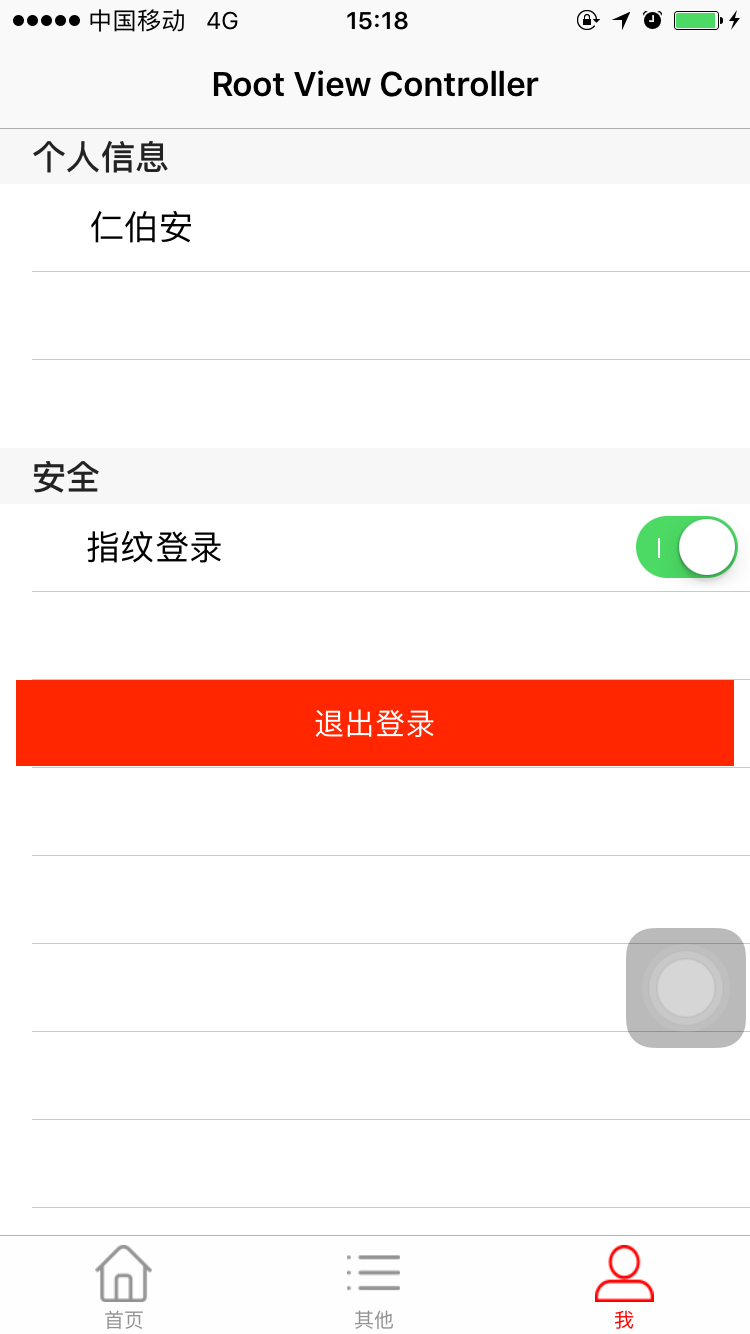 中国移动 4G 15:18
Root View Controller
个人信息
仁伯安
安全
指纹登录
退出登录
首页 其他 我